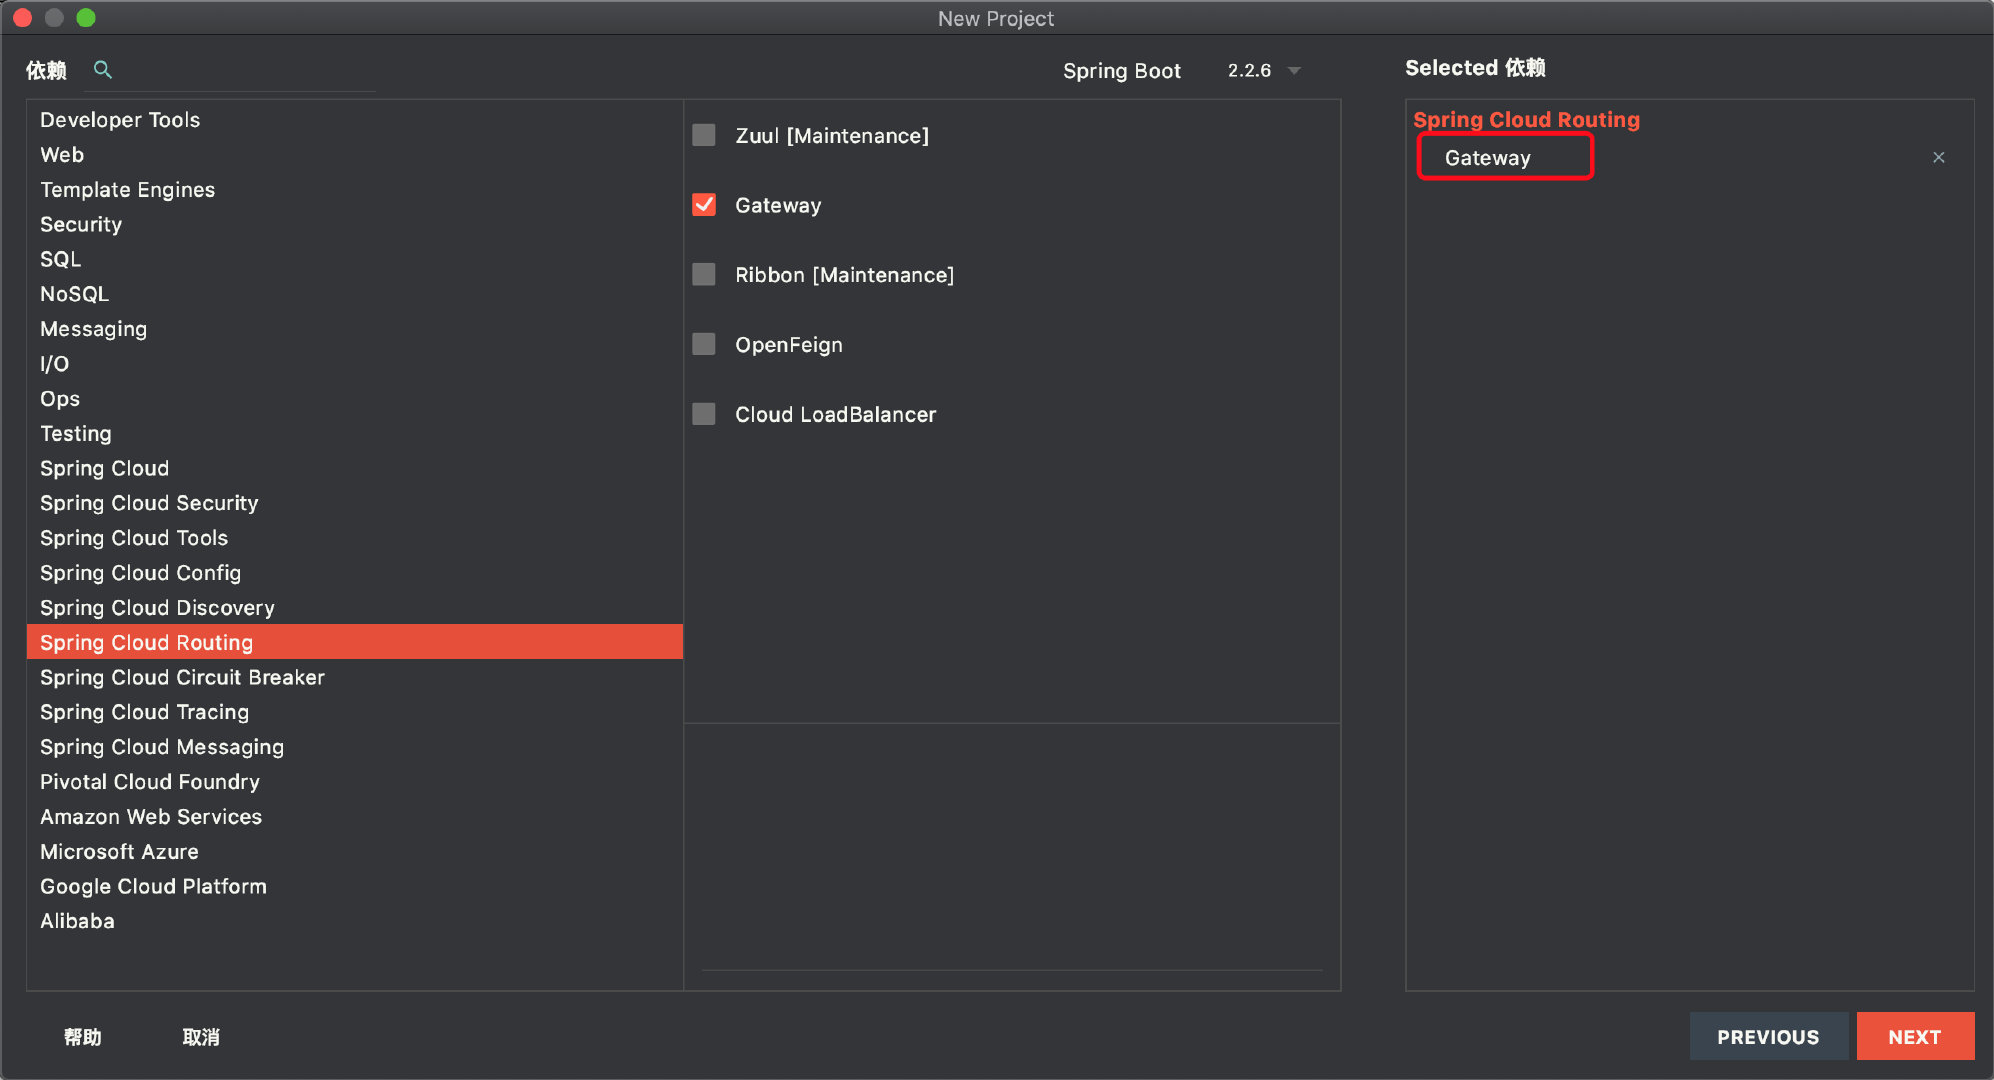 New Project
依赖
Spring Boot 2.2.6
Selected 依赖
Developer Tools
Web
Template Engines
Security
SQL
NoSQL
Messaging
I/O
Ops
Testing
Spring Cloud
Spring Cloud Security
Spring Cloud Tools
Spring Cloud Config
Spring Cloud Discovery
Spring Cloud Routing
Spring Cloud Circuit Breaker
Spring Cloud Tracing
Spring Cloud Messaging
Pivotal Cloud Foundry
Amazon Web Services
Microsoft Azure
Google Cloud Platform
Alibaba
Zuul [Maintenance]
Gateway
Ribbon [Maintenance]
OpenFeign
Cloud LoadBalancer
Spring Cloud Routing
Gateway
帮助
取消
PREVIOUS
NEXT